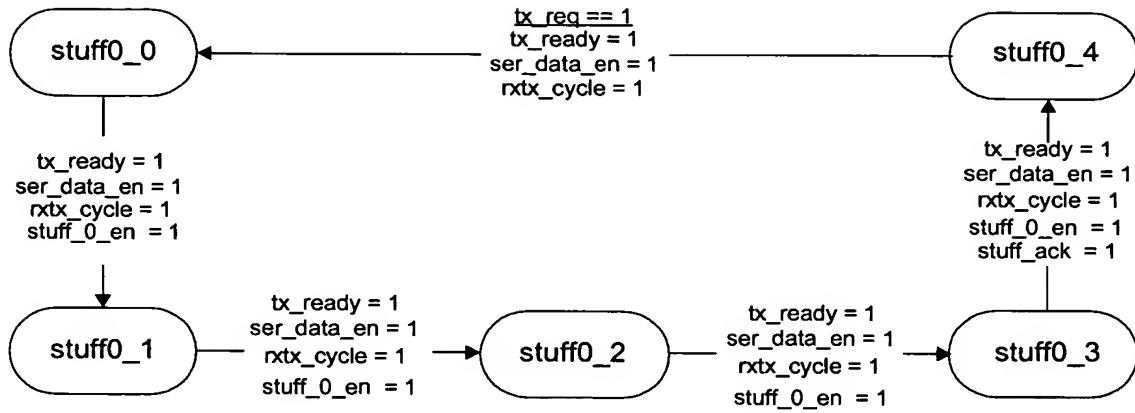 stuff0_0
tx_req == 1
tx_ready = 1
ser_data_en = 1
rxtx_cycle = 1
stuff0_4
tx_ready = 1
ser_data_en = 1
rxtx_cycle = 1
stuff_0_en = 1
tx_ready = 1
ser_data_en = 1
rxtx_cycle = 1
stuff_0_en = 1
stuff_ack = 1
stuff0_1
tx_ready = 1
ser_data_en = 1
rxtx_cycle = 1
stuff_0_en = 1
stuff0_2
tx_ready = 1
ser_data_en = 1
rxtx_cycle = 1
stuff_0_en = 1
stuff0_3